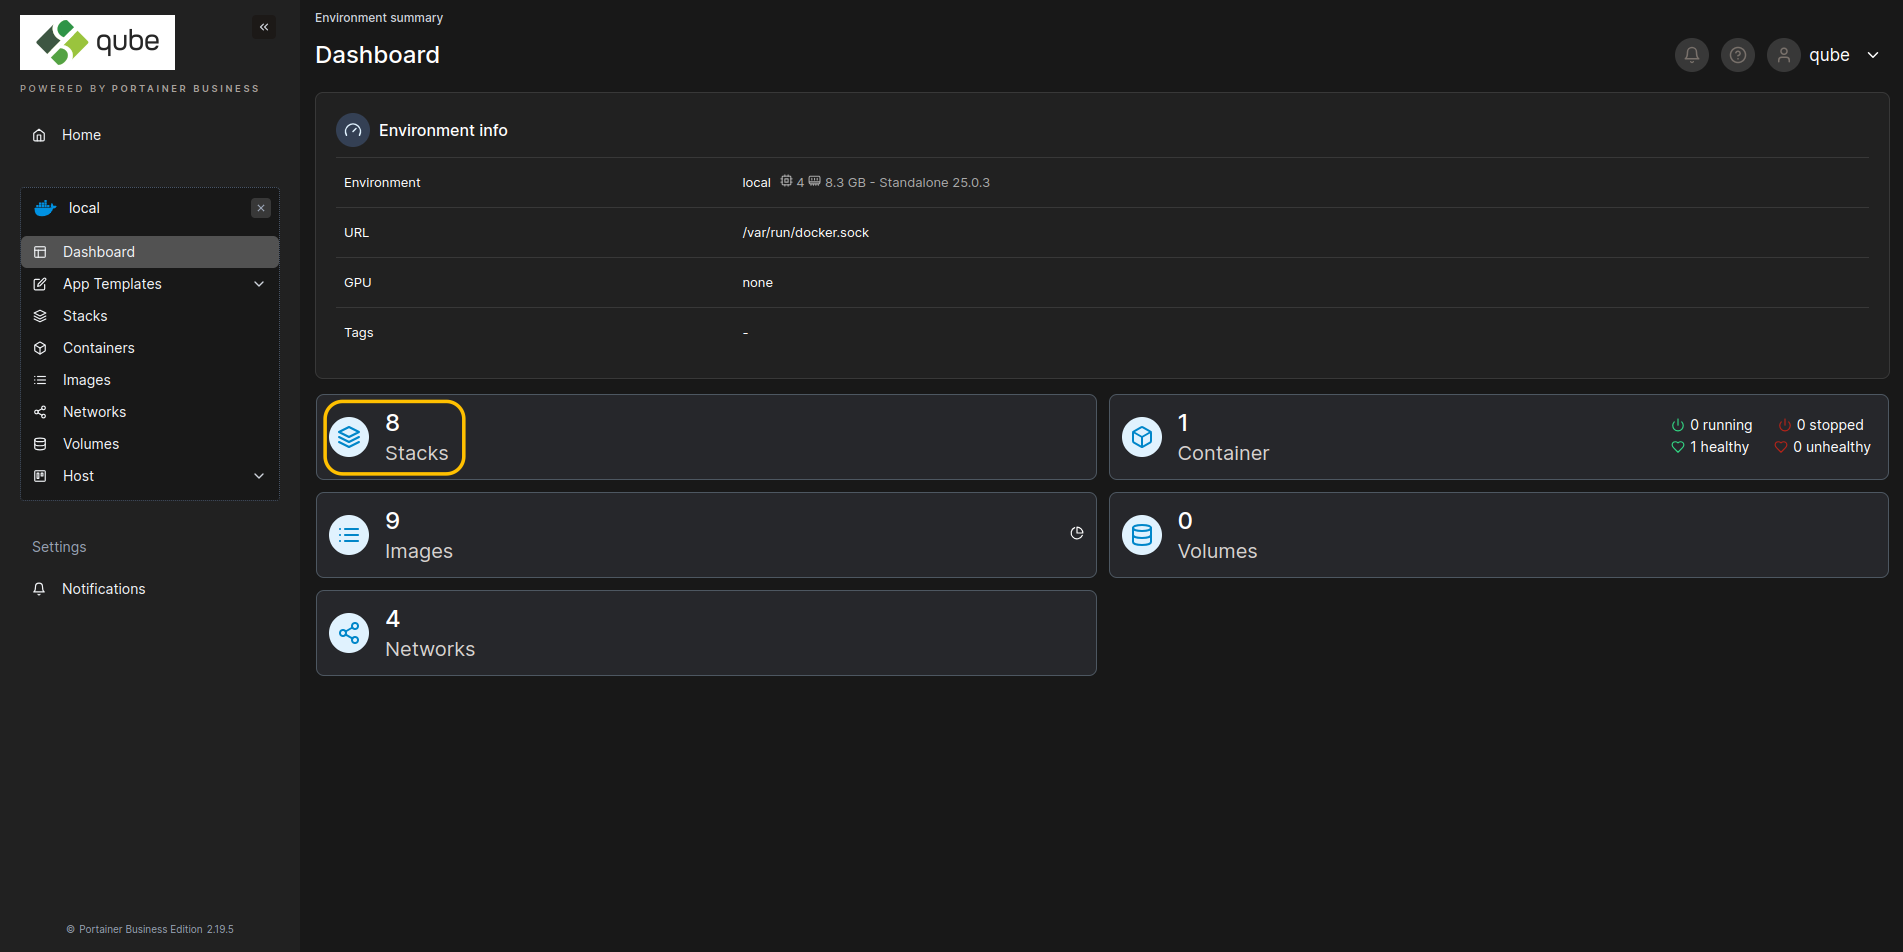 qube
POWERED BY PORTAINER BUSINESS
Home
local
Dashboard
App Templates
Stacks
Containers
Images
Networks
Volumes
Host
Settings
Notifications
© Portainer Business Edition 2.19.5
Environment summary
Dashboard
qube
Environment info
Environment local 4 8.3 GB - Standalone 25.0.3
URL /var/run/docker.sock
GPU none
Tags -
8
Stacks
1
Container
0 running 0 stopped
1 healthy 0 unhealthy
9
Images
0
Volumes
4
Networks